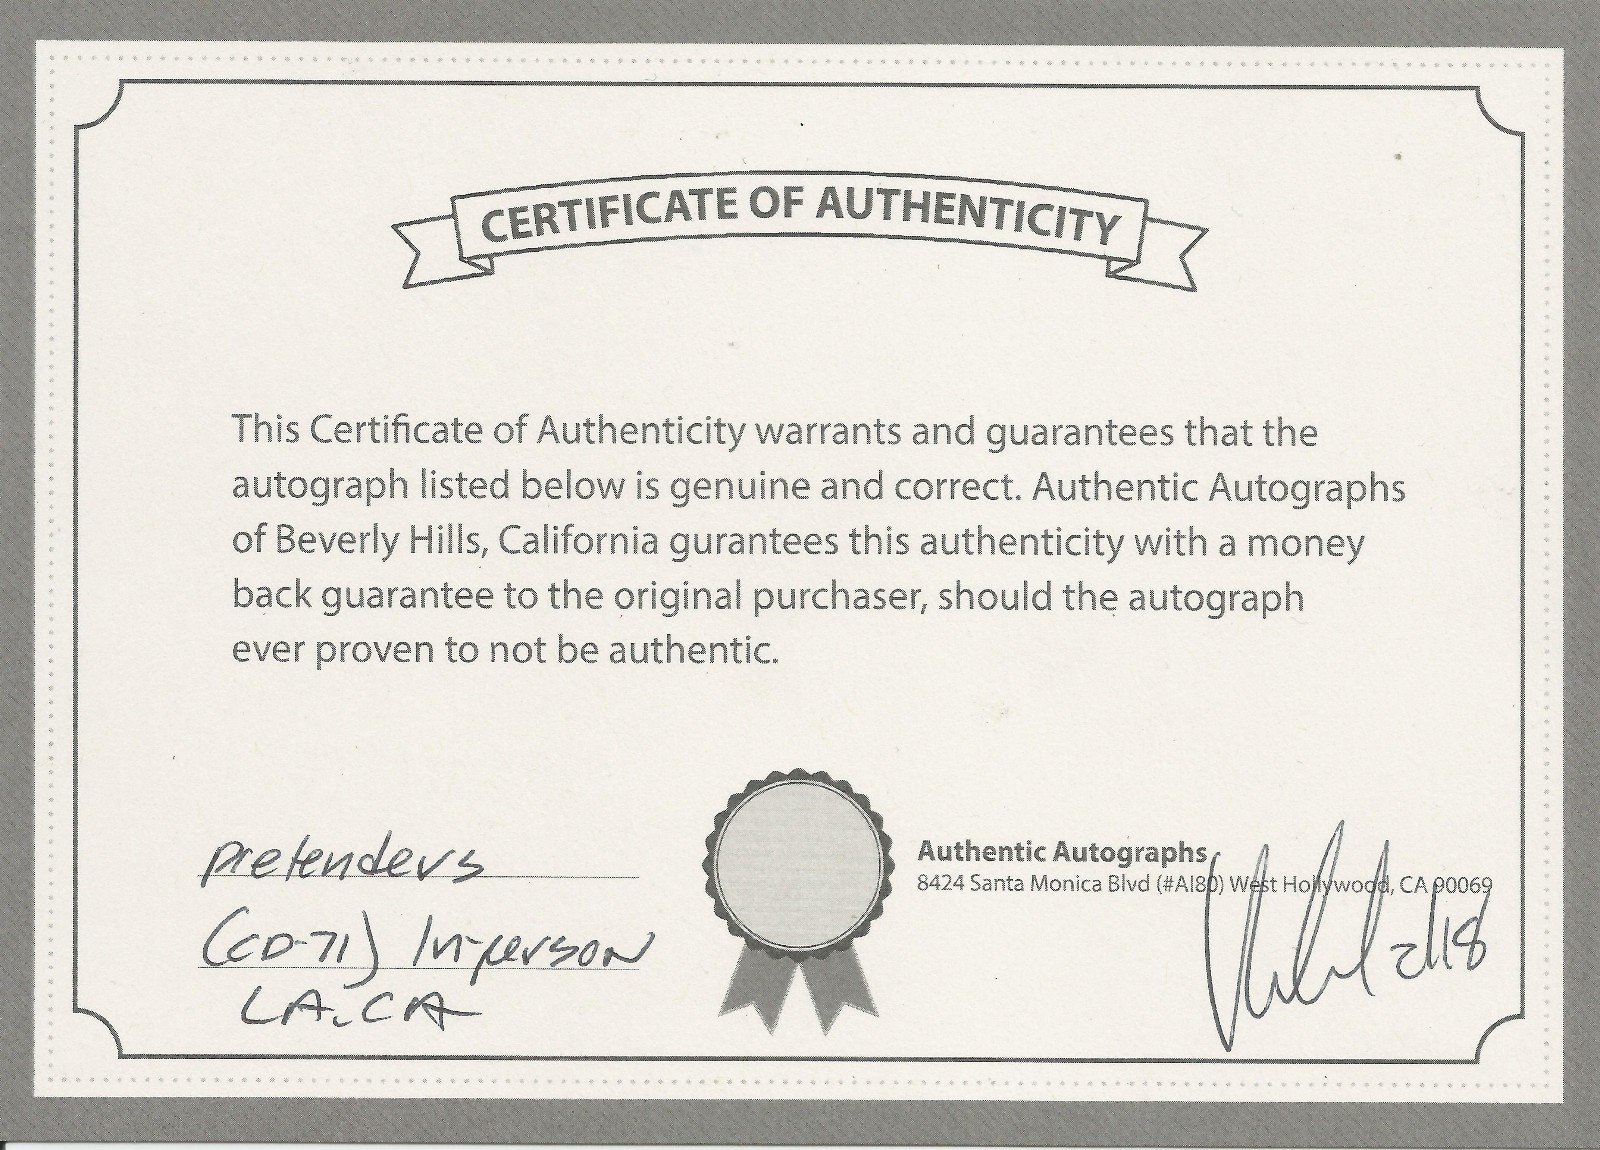 CERTIFICATE OF AUTHENTICITY
This Certificate of Authenticity warrants and guarantees that the
autograph listed below is genuine and correct. Authentic Autographs
of Beverly Hills, California gurantees this authenticity with a money
back guarantee to the original purchaser, should the autograph
ever proven to not be authentic.
Pretenders
(CD-71) In-person
LA. CA
Authentic Autographs
8424 Santa Monica Blvd (#AI80) West Hollywood, CA 90069